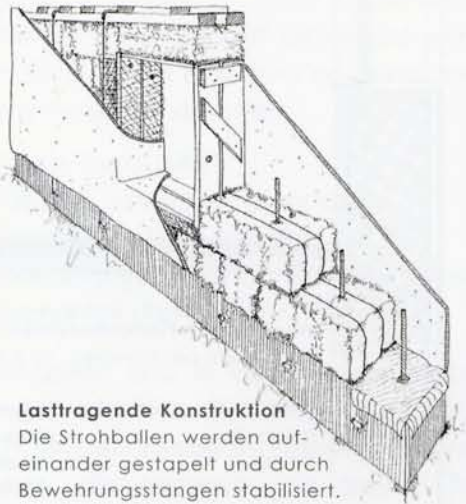 Lasttragende Konstruktion
Die Strohballen werden auf-
einander gestapelt und durch
Bewehrungsstangen stabilisiert.